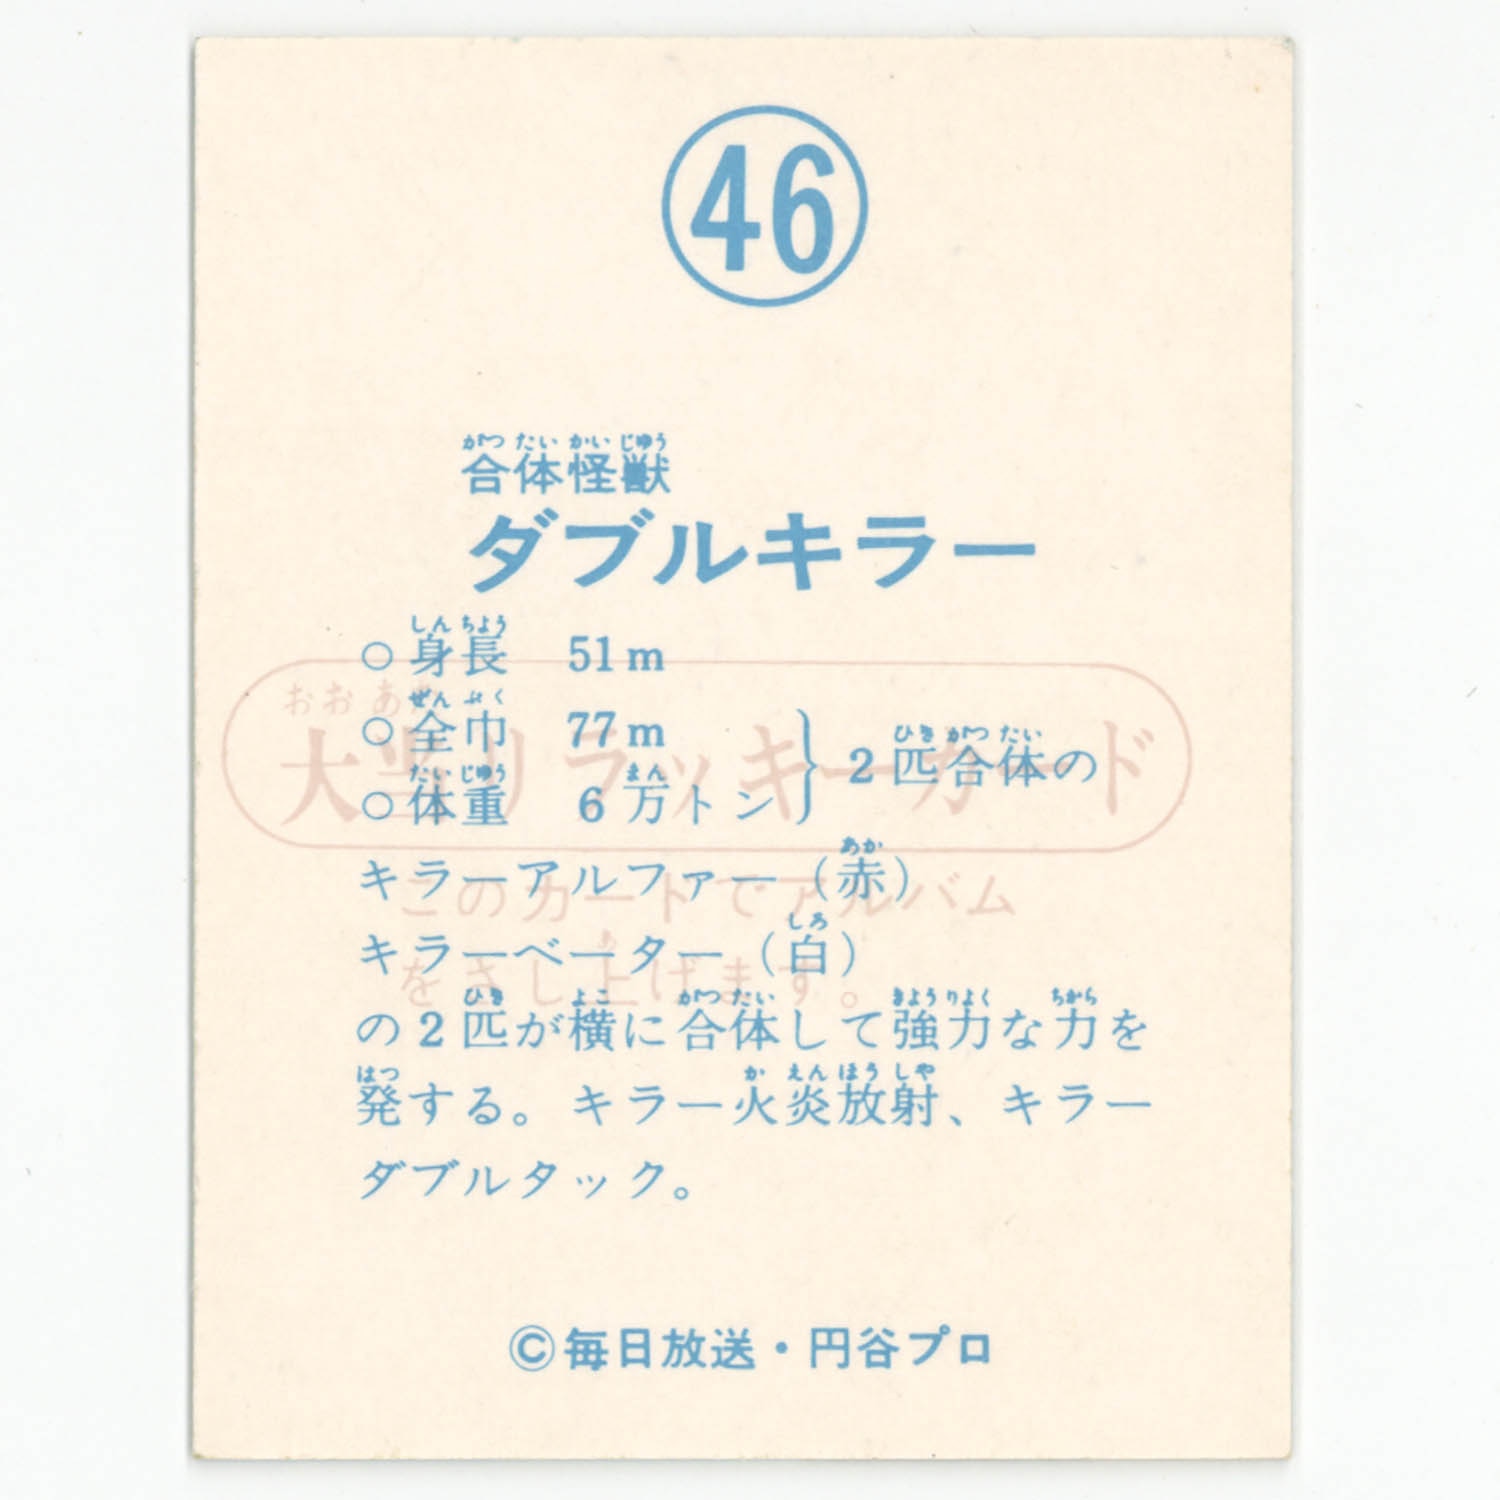 46
合体怪獣
ダブルキラー
○身長 51m
○全巾 77m
○体重 6万トン
}2匹合体の
キラーアルファー(赤)
キラーベーター(白)
の2匹が横に合体して強力な力を
発する。キラー火炎放射、キラー
ダブルタック。
大当りラッキーカード
このカードでアルバム
をさし上げます。
©毎日放送・円谷プロ